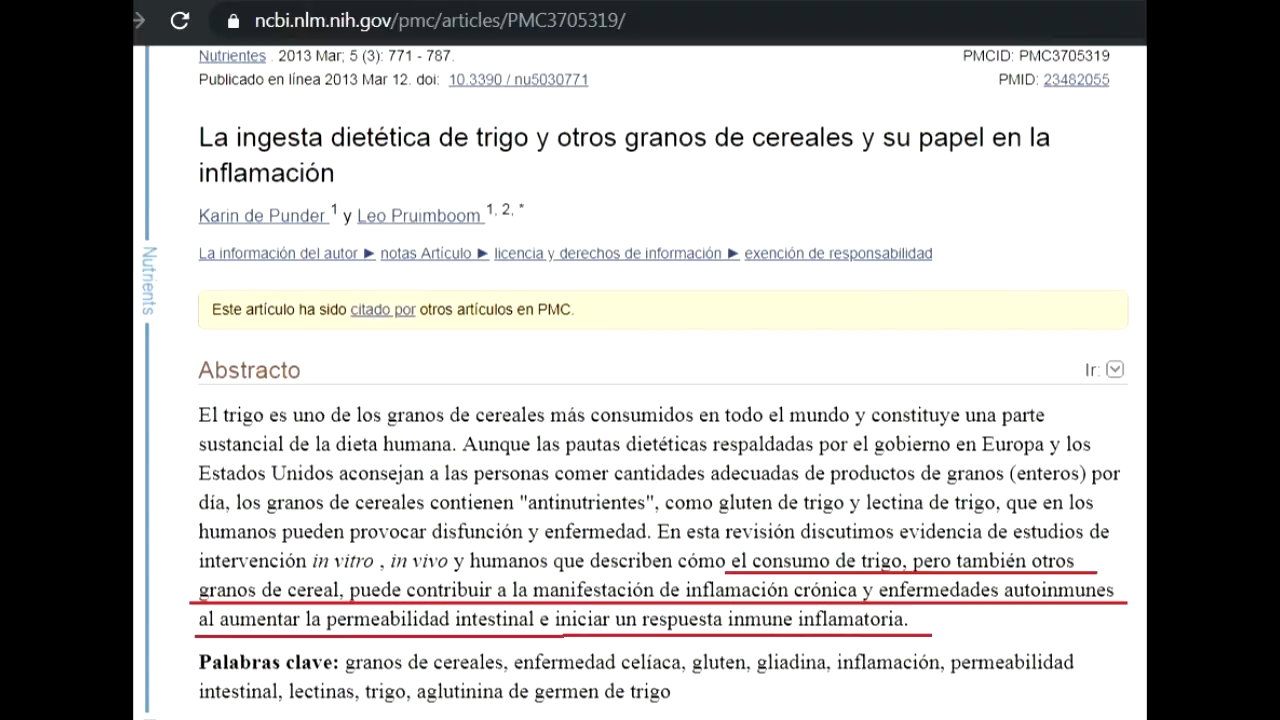 ncbi.nlm.nih.gov/pmc/articles/PMC3705319/
Nutrientes . 2013 Mar; 5 (3): 771 - 787.
PMCID: PMC3705319
Publicado en línea 2013 Mar 12. doi: 10.3390 / nu5030771
PMID: 23482055
La ingesta dietética de trigo y otros granos de cereales y su papel en la
inflamación
Karin de Punder 1 y Leo Pruimboom 1, 2, *
La información del autor ► notas Artículo ► licencia y derechos de información ► exención de responsabilidad
Nutrients
Este artículo ha sido citado por otros artículos en PMC.
Abstracto
Ir:
El trigo es uno de los granos de cereales más consumidos en todo el mundo y constituye una parte
sustancial de la dieta humana. Aunque las pautas dietéticas respaldadas por el gobierno en Europa y los
Estados Unidos aconsejan a las personas comer cantidades adecuadas de productos de granos (enteros) por
día, los granos de cereales contienen "antinutrientes", como gluten de trigo y lectina de trigo, que en los
humanos pueden provocar disfunción y enfermedad. En esta revisión discutimos evidencia de estudios de
intervención in vitro , in vivo y humanos que describen cómo el consumo de trigo, pero también otros
granos de cereal, puede contribuir a la manifestación de inflamación crónica y enfermedades autoinmunes
al aumentar la permeabilidad intestinal e iniciar un respuesta inmune inflamatoria.
Palabras clave: granos de cereales, enfermedad celíaca, gluten, gliadina, inflamación, permeabilidad
intestinal, lectinas, trigo, aglutinina de germen de trigo